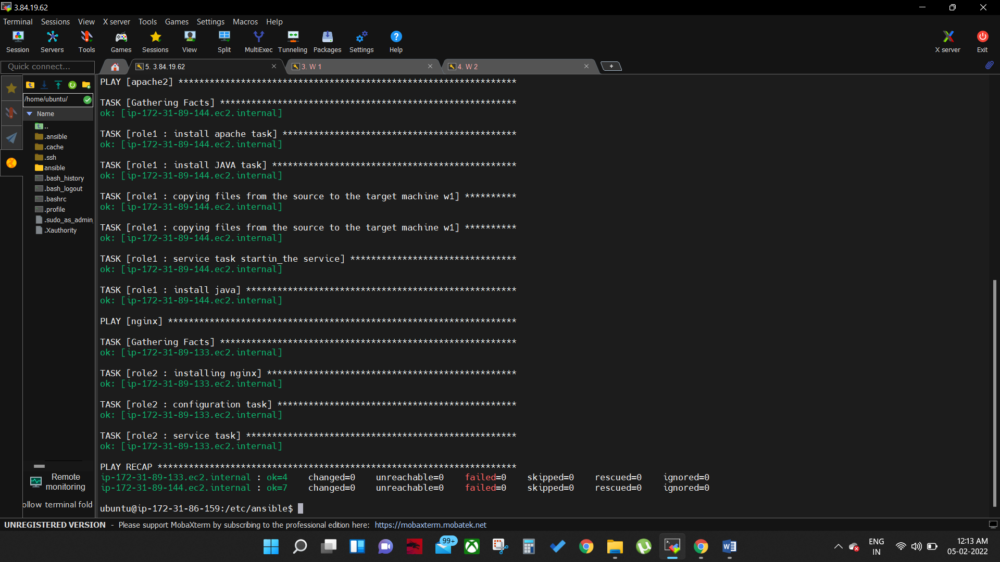 3.84.19.62
Terminal Sessions View X server Tools Games Settings Macros Help
Session Servers Tools Games Sessions View Split MultiExec Tunneling Packages Settings Help X server Exit
Quick connect... 5. 3.84.19.62 3. W 1 4. W 2
/home/ubuntu/
Name
..
.ansible
.cache
.ssh
ansible
.bash_history
.bash_logout
.bashrc
.profile
.sudo_as_admin_
.Xauthority
Remote
monitoring
ollow terminal fold
PLAY [apache2] *****************************************************************
TASK [Gathering Facts] *********************************************************
ok: [ip-172-31-89-144.ec2.internal]
TASK [role1 : install apache task] *********************************************
ok: [ip-172-31-89-144.ec2.internal]
TASK [role1 : install JAVA task] ***********************************************
ok: [ip-172-31-89-144.ec2.internal]
TASK [role1 : copying files from the source to the target machine w1] **********
ok: [ip-172-31-89-144.ec2.internal]
TASK [role1 : copying files from the source to the target machine w1] **********
ok: [ip-172-31-89-144.ec2.internal]
TASK [role1 : service task startin_the service] ********************************
ok: [ip-172-31-89-144.ec2.internal]
TASK [role1 : install java] ****************************************************
ok: [ip-172-31-89-144.ec2.internal]
PLAY [nginx] *******************************************************************
TASK [Gathering Facts] *********************************************************
ok: [ip-172-31-89-133.ec2.internal]
TASK [role2 : installing nginx] ************************************************
ok: [ip-172-31-89-133.ec2.internal]
TASK [role2 : configuration task] **********************************************
ok: [ip-172-31-89-133.ec2.internal]
TASK [role2 : service task] ****************************************************
ok: [ip-172-31-89-133.ec2.internal]
PLAY RECAP *********************************************************************
ip-172-31-89-133.ec2.internal : ok=4 changed=0 unreachable=0 failed=0 skipped=0 rescued=0 ignored=0
ip-172-31-89-144.ec2.internal : ok=7 changed=0 unreachable=0 failed=0 skipped=0 rescued=0 ignored=0
ubuntu@ip-172-31-86-159:/etc/ansible$
UNREGISTERED VERSION - Please support MobaXterm by subscribing to the professional edition here: https://mobaxterm.mobatek.net
99+
ENG
IN
12:13 AM
05-02-2022